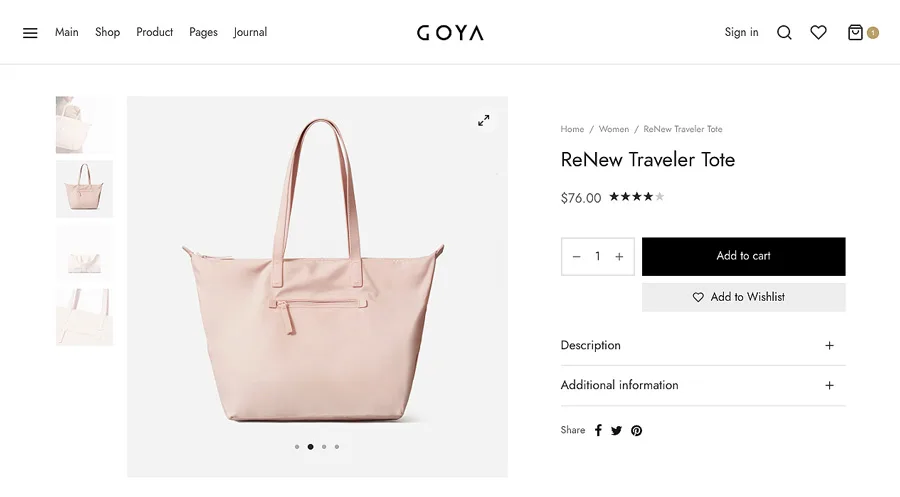 Main Shop Product Pages Journal
GOYA
Sign in
1
Home / Women / ReNew Traveler Tote
ReNew Traveler Tote
$76.00
1
Add to cart
Add to Wishlist
Description
Additional information
Share